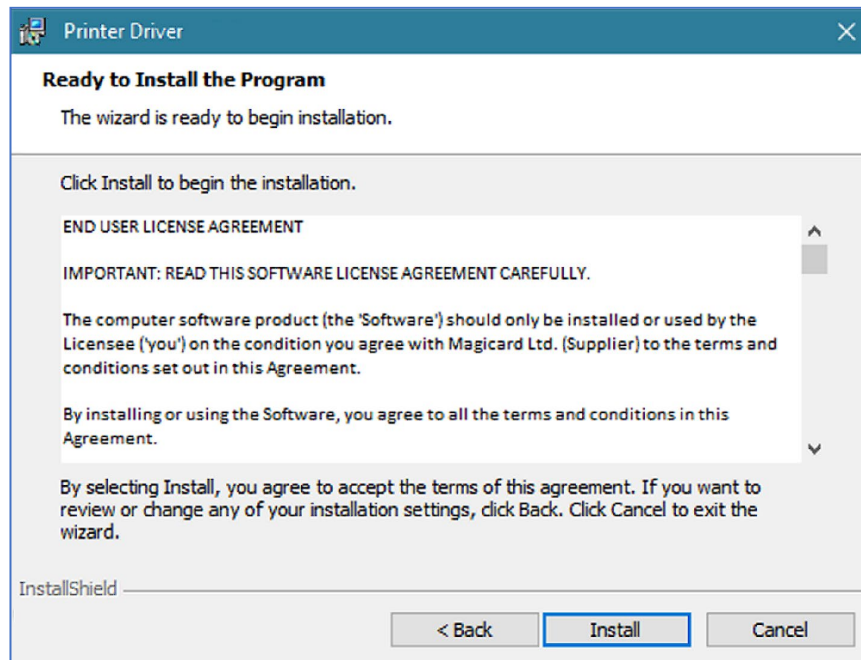 Printer Driver
Ready to Install the Program
The wizard is ready to begin installation.
Click Install to begin the installation.
END USER LICENSE AGREEMENT
IMPORTANT: READ THIS SOFTWARE LICENSE AGREEMENT CAREFULLY.
The computer software product (the 'Software') should only be installed or used by the
Licensee ('you') on the condition you agree with Magicard Ltd. (Supplier) to the terms and
conditions set out in this Agreement.
By installing or using the Software, you agree to all the terms and conditions in this
Agreement.
By selecting Install, you agree to accept the terms of this agreement. If you want to
review or change any of your installation settings, click Back. Click Cancel to exit the
wizard.
InstallShield
< Back Install Cancel